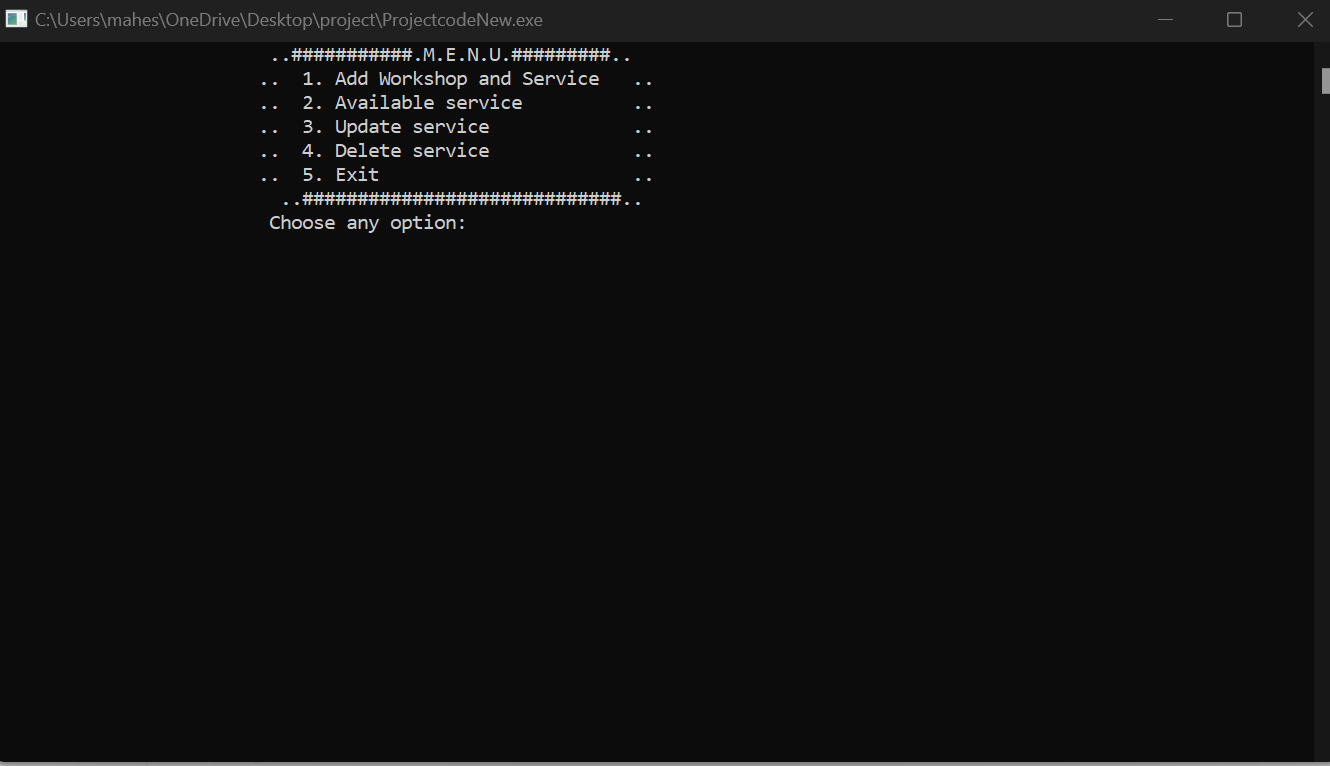 C:\Users\mahes\OneDrive\Desktop\project\ProjectcodeNew.exe
..###########.M.E.N.U.#########..
..  1. Add Workshop and Service   ..
..  2. Available service          ..
..  3. Update service             ..
..  4. Delete service             ..
..  5. Exit                       ..
..#############################..
Choose any option: